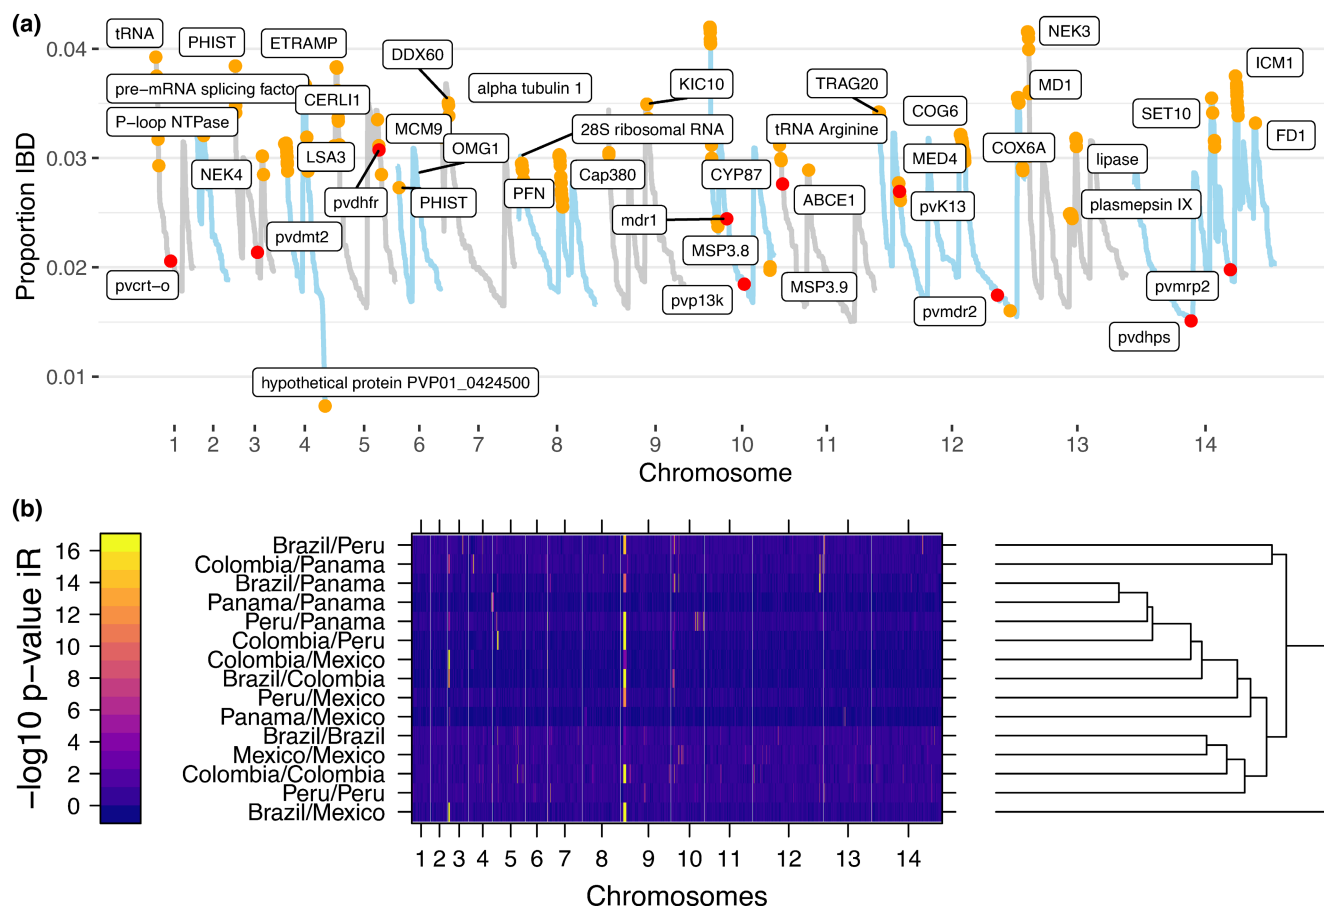 (a)
tRNA
PHIST
ETRAMP
DDX60
alpha tubulin 1
KIC10
TRAG20
COG6
NEK3
MD1
ICM1
SET10
FD1
pre−mRNA splicing facto
CERLI1
P−loop NTPase
MCM9
28S ribosomal RNA
tRNA Arginine
OMG1
LSA3
MED4
COX6A
lipase
NEK4
PFN
Cap380
CYP87
ABCE1
pvdhfr
PHIST
pvK13
plasmepsin IX
mdr1
pvdmt2
MSP3.8
pvcrt−o
MSP3.9
pvp13k
pvmdr2
pvmrp2
pvdhps
hypothetical protein PVP01_0424500
Proportion IBD
0.04
0.03
0.02
0.01
1 2 3 4 5 6 7 8 9 10 11 12 13 14
Chromosome
(b)
−log10 p−value iR
16
14
12
10
8
6
4
2
0
Brazil/Peru
Colombia/Panama
Brazil/Panama
Panama/Panama
Peru/Panama
Colombia/Peru
Colombia/Mexico
Brazil/Colombia
Peru/Mexico
Panama/Mexico
Brazil/Brazil
Mexico/Mexico
Colombia/Colombia
Peru/Peru
Brazil/Mexico
1 2 3 4 5 6 7 8 9 10 11 12 13 14
Chromosomes